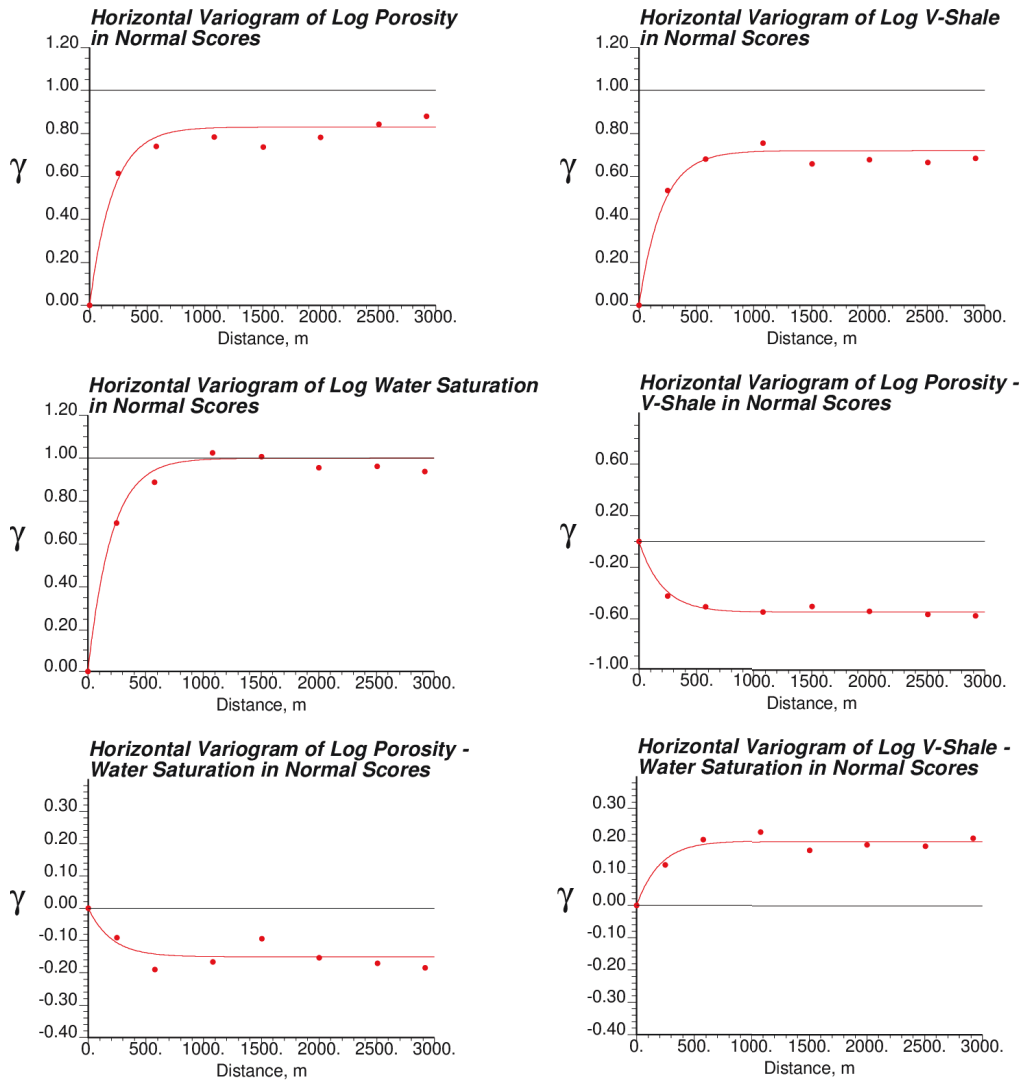 Horizontal Variogram of Log Porosity
in Normal Scores
1.20
1.00
0.80
γ
0.60
0.40
0.20
0.00
0. 500. 1000. 1500. 2000. 2500. 3000.
Distance, m
Horizontal Variogram of Log V-Shale
in Normal Scores
1.20
1.00
0.80
γ
0.60
0.40
0.20
0.00
0. 500. 1000. 1500. 2000. 2500. 3000.
Distance, m
Horizontal Variogram of Log Water Saturation
in Normal Scores
1.20
1.00
0.80
γ
0.60
0.40
0.20
0.00
0. 500. 1000. 1500. 2000. 2500. 3000.
Distance, m
Horizontal Variogram of Log Porosity -
V-Shale in Normal Scores
0.60
0.20
γ
-0.20
-0.60
-1.00
0. 500. 1000. 1500. 2000. 2500. 3000.
Distance, m
Horizontal Variogram of Log Porosity -
Water Saturation in Normal Scores
0.30
0.20
0.10
γ
0.00
-0.10
-0.20
-0.30
-0.40
0. 500. 1000. 1500. 2000. 2500. 3000.
Distance, m
Horizontal Variogram of Log V-Shale -
Water Saturation in Normal Scores
0.30
0.20
0.10
γ
0.00
-0.10
-0.20
-0.30
-0.40
0. 500. 1000. 1500. 2000. 2500. 3000.
Distance, m